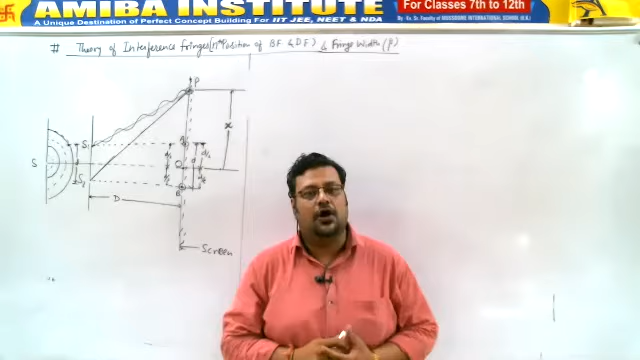 AMIBA INSTITUTE
A Unique Destination of Perfect Concept Building For IIT JEE, NEET & NDA
For Classes 7th to 12th
# Theory of Interference fringes [nth Position of BF & DF) & Fringe Width (β)
P
x
S1
A
S
O
d
d/2
S2
B
D
Screen